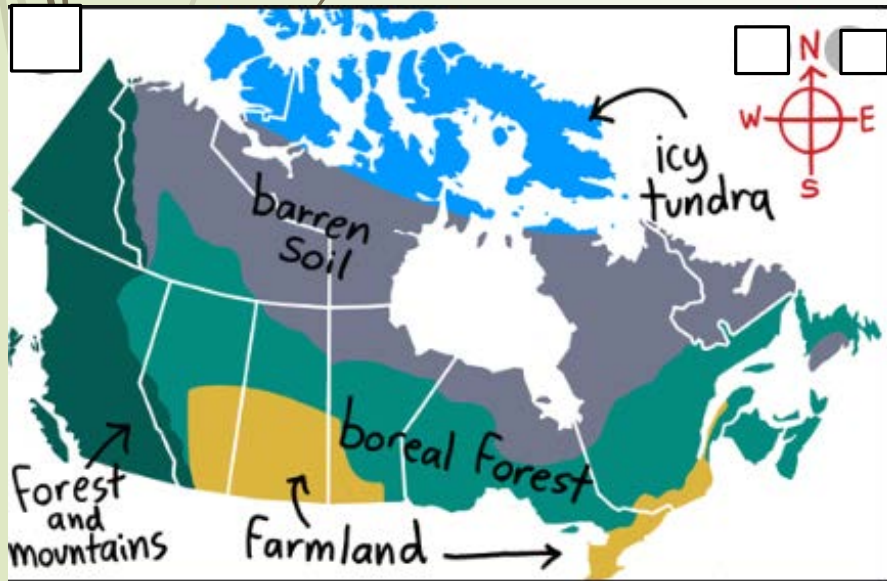 N
W
E
S
icy
tundra
barren
soil
boreal Forest
Forest
and
mountains
Farmland